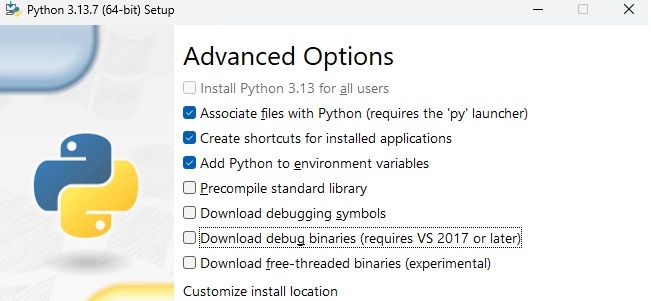 Python 3.13.7 (64-bit) Setup
Advanced Options
Install Python 3.13 for all users
Associate files with Python (requires the 'py' launcher)
Create shortcuts for installed applications
Add Python to environment variables
Precompile standard library
Download debugging symbols
Download debug binaries (requires VS 2017 or later)
Download free-threaded binaries (experimental)
Customize install location